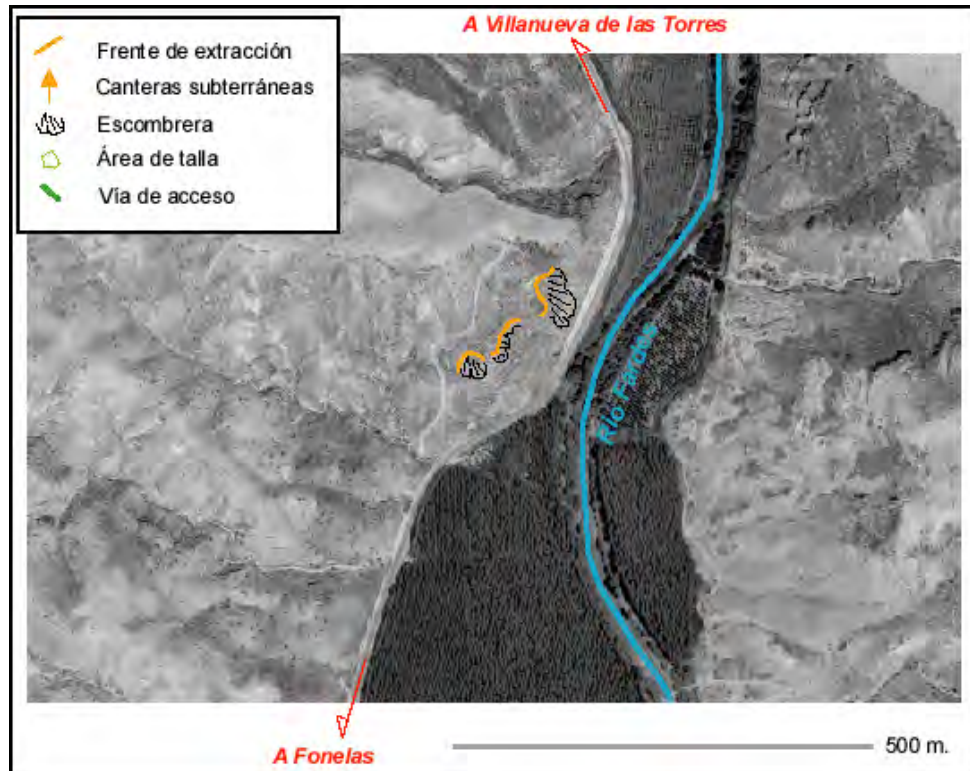 A Villanueva de las Torres
Frente de extracción
Canteras subterráneas
Escombrera
Área de talla
Vía de acceso
Río Fardes
A Fonelas
500 m.